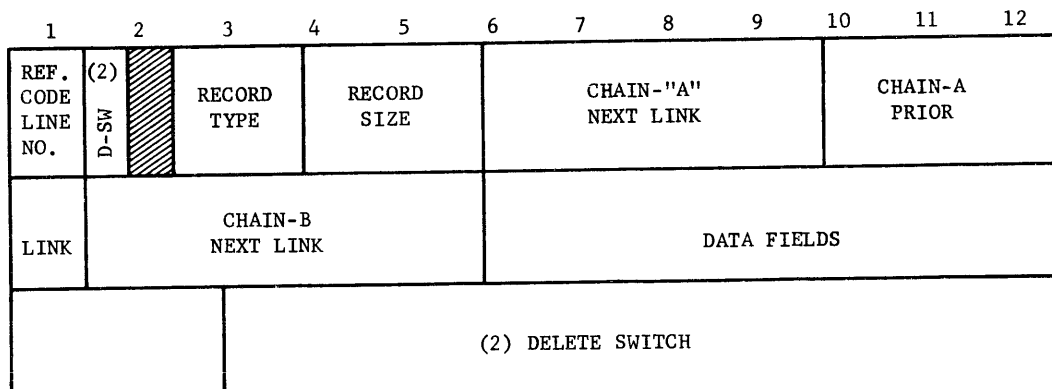 1 2 3 4 5 6 7 8 9 10 11 12
REF. CODE LINE NO.
(2) D-SW
RECORD TYPE
RECORD SIZE
CHAIN-"A" NEXT LINK
CHAIN-A PRIOR
LINK
CHAIN-B NEXT LINK
DATA FIELDS
(2) DELETE SWITCH